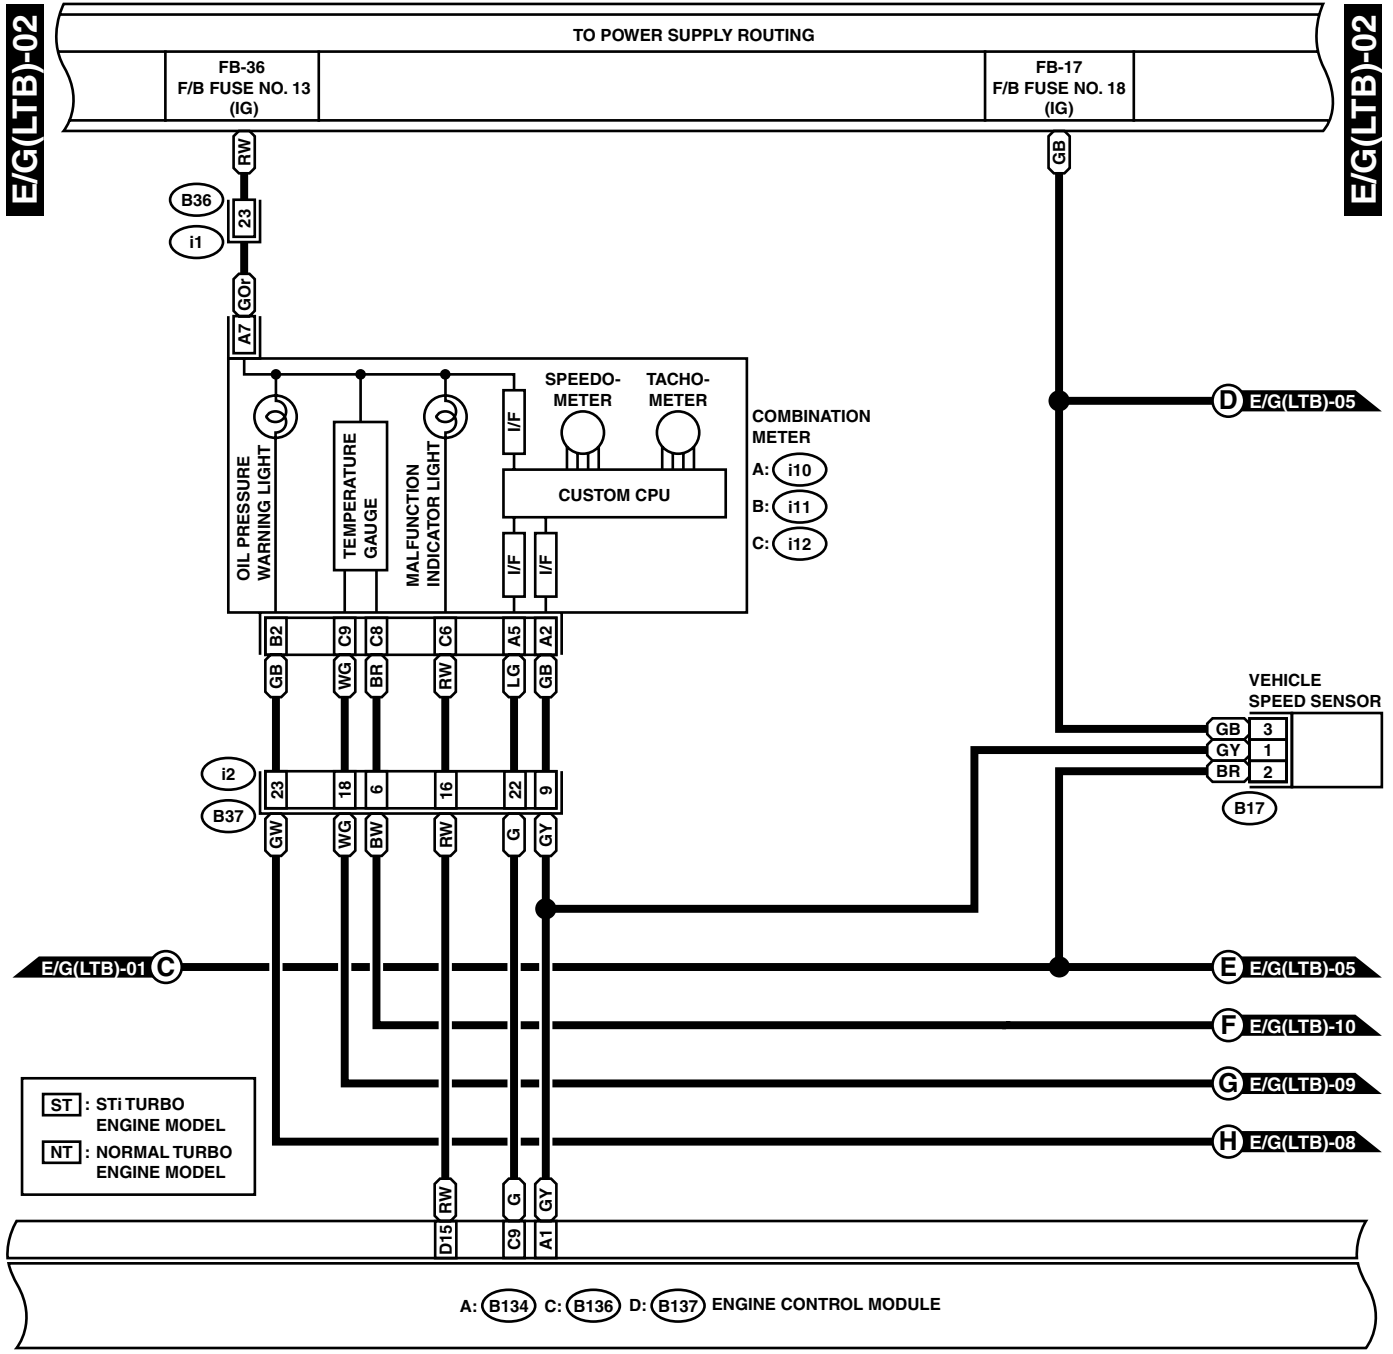 E/G(LTB)-02
E/G(LTB)-02
TO POWER SUPPLY ROUTING
FB-36
F/B FUSE NO. 13
(IG)
FB-17
F/B FUSE NO. 18
(IG)
RW
GB
B36
23
i1
GOr
A7
SPEEDO-
METER
TACHO-
METER
I/F
CUSTOM CPU
OIL PRESSURE
WARNING LIGHT
TEMPERATURE
GAUGE
MALFUNCTION
INDICATOR LIGHT
I/F
I/F
COMBINATION
METER
A: i10
B: i11
C: i12
D E/G(LTB)-05
B2 C9 C8 C6 A5 A2
GB WG BR RW LG GB
VEHICLE
SPEED SENSOR
GB 3
GY 1
BR 2
B17
i2
23 18 6 16 22 9
B37
GW WG BW RW G GY
E/G(LTB)-01 C
E E/G(LTB)-05
F E/G(LTB)-10
G E/G(LTB)-09
H E/G(LTB)-08
ST : STi TURBO
ENGINE MODEL
NT : NORMAL TURBO
ENGINE MODEL
RW G GY
D15 C9 A1
A: B134 C: B136 D: B137 ENGINE CONTROL MODULE